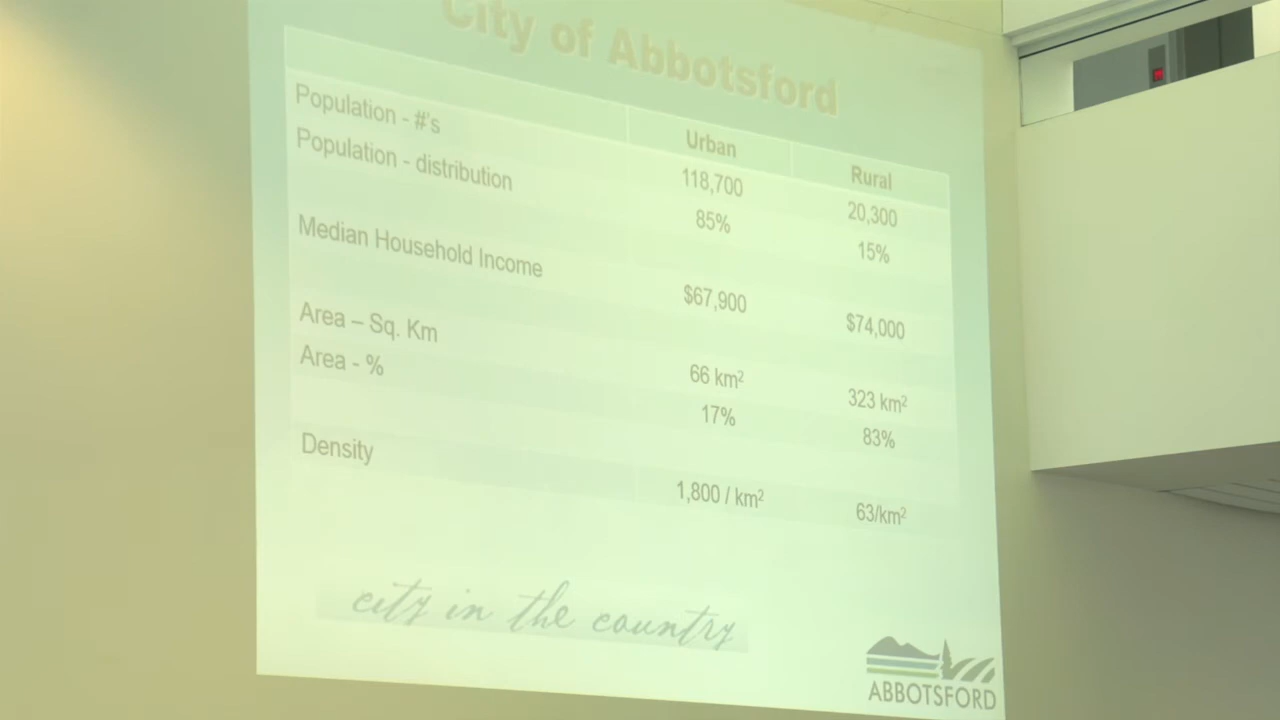 City of Abbotsford
Urban Rural
Population - #'s 118,700 20,300
Population - distribution 85% 15%
Median Household Income $67,900 $74,000
Area – Sq. Km 66 km² 323 km²
Area - % 17% 83%
Density 1,800 / km² 63/km²
city in the country
ABBOTSFORD